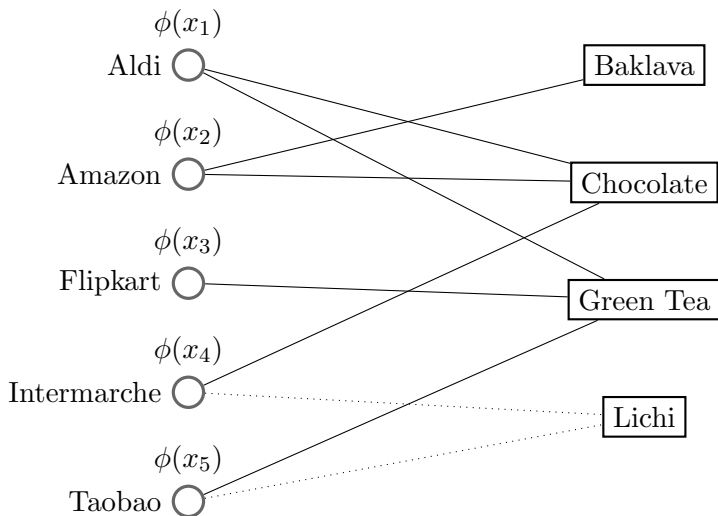 ϕ(x₁)
Aldi
Baklava
ϕ(x₂)
Amazon
Chocolate
ϕ(x₃)
Flipkart
Green Tea
ϕ(x₄)
Intermarche
Lichi
ϕ(x₅)
Taobao